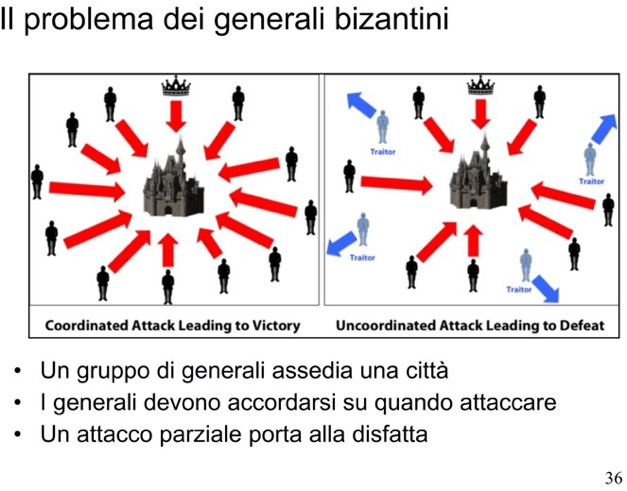 Il problema dei generali bizantini
Traitor
Traitor
Traitor
Traitor
Coordinated Attack Leading to Victory
Uncoordinated Attack Leading to Defeat
• Un gruppo di generali assedia una città
• I generali devono accordarsi su quando attaccare
• Un attacco parziale porta alla disfatta
36